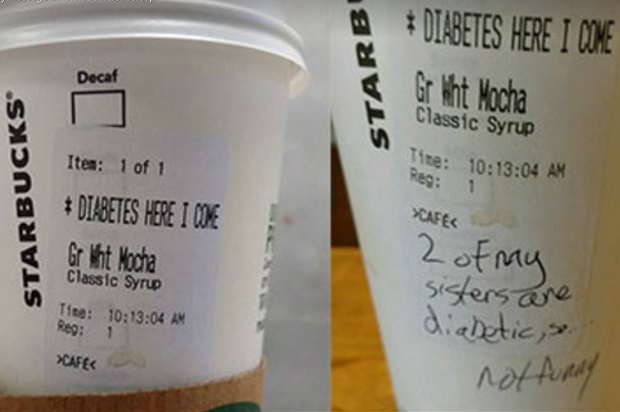 STARBUCKS
Decaf
Item: 1 of 1
* DIABETES HERE I COME
Gr Wht Mocha
Classic Syrup
Time: 10:13:04 AM
Reg: 1
>CAFE<
STARB
* DIABETES HERE I COME
Gr Wht Mocha
Classic Syrup
Time: 10:13:04 AM
Reg: 1
>CAFE<
2 of my
sisters are
diabetic, so...
not funny